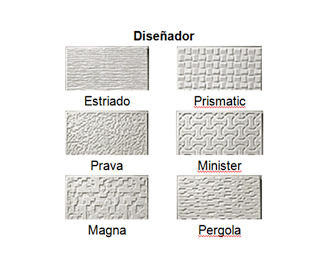 Diseñador
Estriado Prismatic
Prava Minister
Magna Pergola